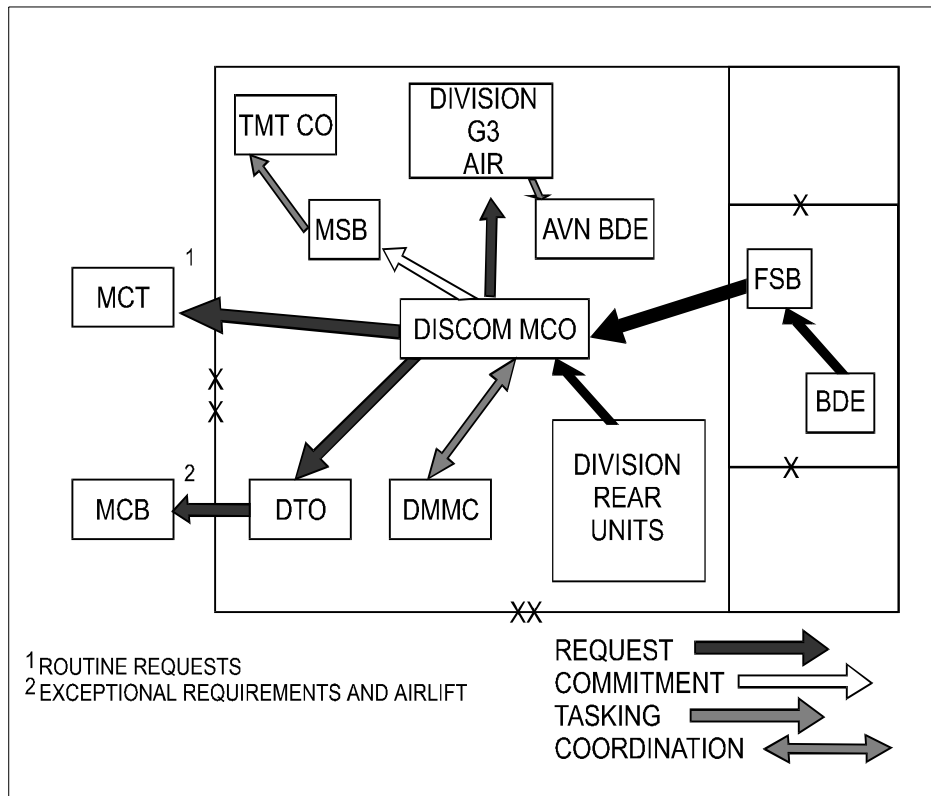 DIVISION
G3
AIR
TMT CO
MSB
AVN BDE
X
1
MCT
FSB
DISCOM MCO
X
X
BDE
2
MCB
DTO
DMMC
DIVISION
REAR
UNITS
X
XX
1 ROUTINE REQUESTS
2 EXCEPTIONAL REQUIREMENTS AND AIRLIFT
REQUEST
COMMITMENT
TASKING
COORDINATION